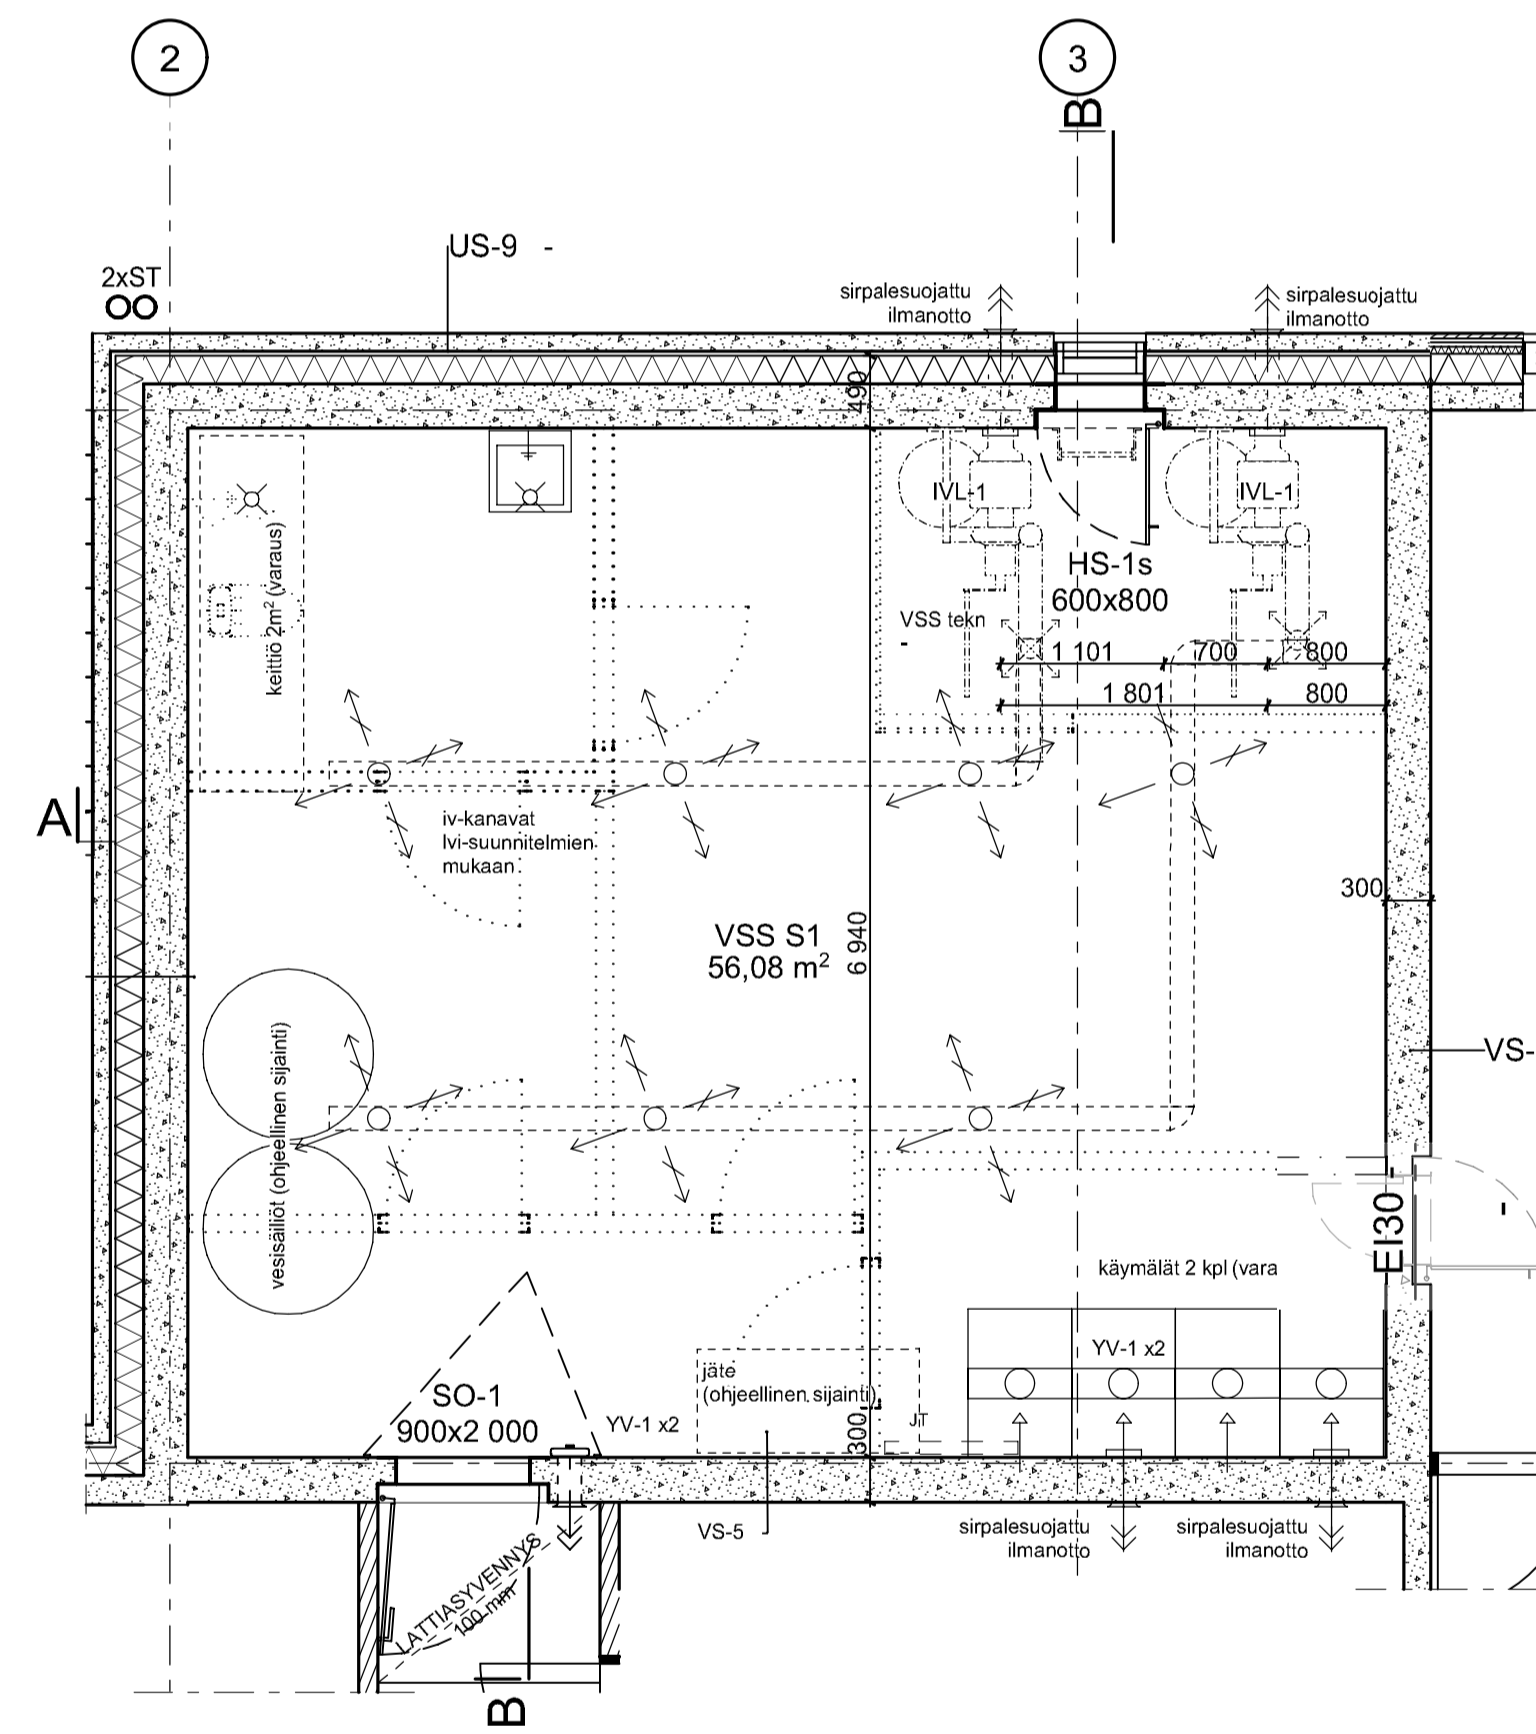 2
3
B
US-9 -
2xST
sirpalesuojattu
ilmanotto
sirpalesuojattu
ilmanotto
490
IVL-1
IVL-1
HS-1s
600x800
keittiö 2m² (varaus)
VSS tekn
-
1 101
700
800
1 801
800
A
iv-kanavat
lvi-suunnitelmien
mukaan
300
VSS S1
56,08 m²
6 940
vesisäiliöt (ohjeellinen sijainti)
VS-
EI30
-
käymälät 2 kpl (vara
YV-1 x2
jäte
(ohjeellinen sijainti)
SO-1
900x2 000
YV-1 x2
300
JT
VS-5
sirpalesuojattu
ilmanotto
sirpalesuojattu
ilmanotto
LATTIASYVENNYS
100 mm
B